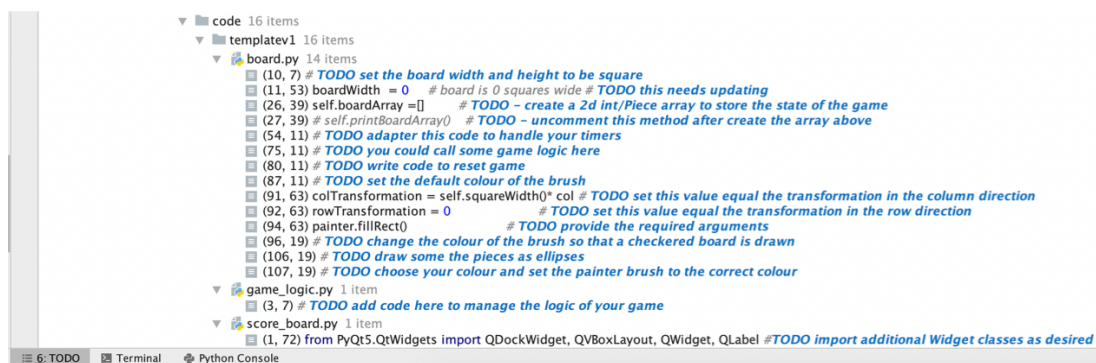 code 16 items
templatev1 16 items
board.py 14 items
(10, 7) # TODO set the board width and height to be square
(11, 53) boardWidth = 0 # board is 0 squares wide # TODO this needs updating
(26, 39) self.boardArray =[] # TODO – create a 2d int/Piece array to store the state of the game
(27, 39) # self.printBoardArray() # TODO – uncomment this method after create the array above
(54, 11) # TODO adapter this code to handle your timers
(75, 11) # TODO you could call some game logic here
(80, 11) # TODO write code to reset game
(87, 11) # TODO set the default colour of the brush
(91, 63) colTransformation = self.squareWidth()* col # TODO set this value equal the transformation in the column direction
(92, 63) rowTransformation = 0 # TODO set this value equal the transformation in the row direction
(94, 63) painter.fillRect() # TODO provide the required arguments
(96, 19) # TODO change the colour of the brush so that a checkered board is drawn
(106, 19) # TODO draw some the pieces as ellipses
(107, 19) # TODO choose your colour and set the painter brush to the correct colour
game_logic.py 1 item
(3, 7) # TODO add code here to manage the logic of your game
score_board.py 1 item
(1, 72) from PyQt5.QtWidgets import QDockWidget, QVBoxLayout, QWidget, QLabel #TODO import additional Widget classes as desired
6: TODO Terminal Python Console